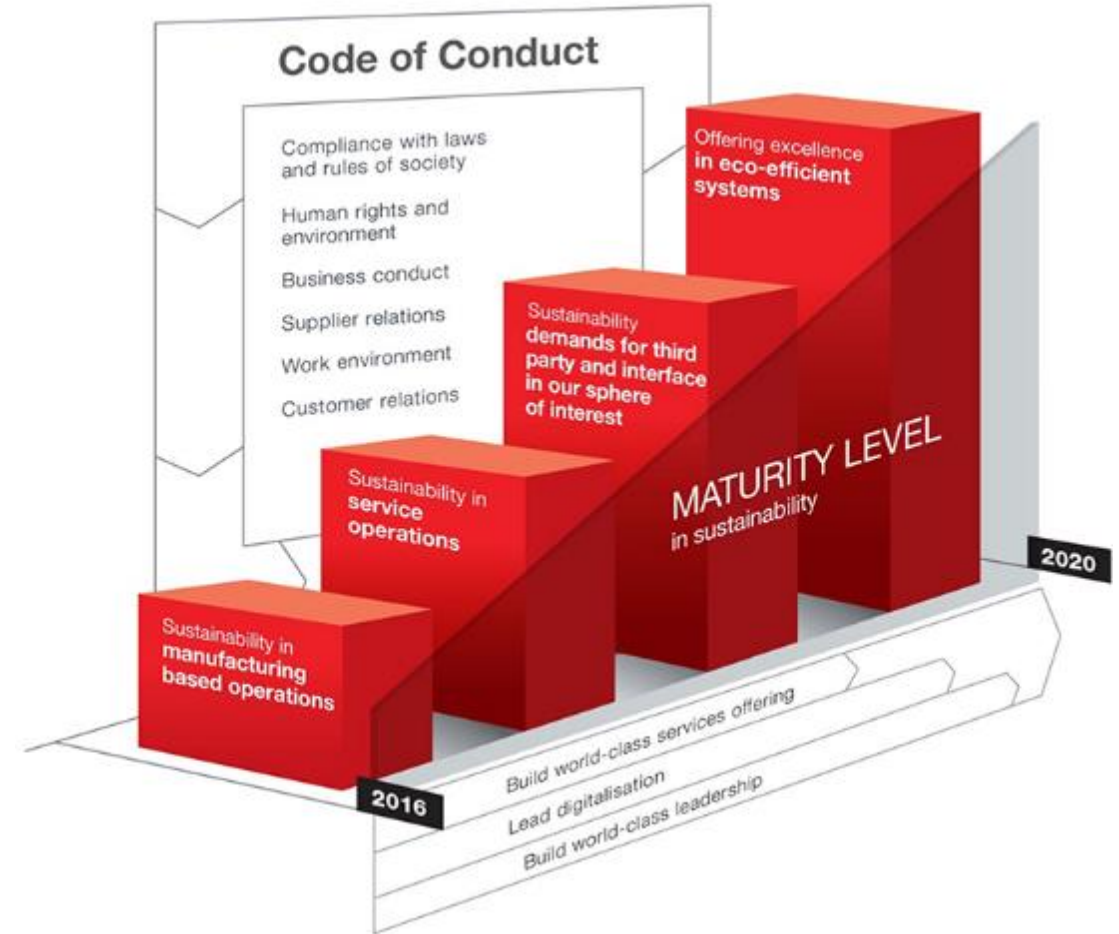 Code of Conduct
Compliance with laws
and rules of society
Human rights and
environment
Business conduct
Supplier relations
Work environment
Customer relations
Offering excellence
in eco-efficient
systems
Sustainability
demands for third
party and interface
in our sphere
of interest
Sustainability in
service
operations
Sustainability in
manufacturing
based operations
MATURITY LEVEL
in sustainability
2020
2016
Build world-class services offering
Lead digitalisation
Build world-class leadership